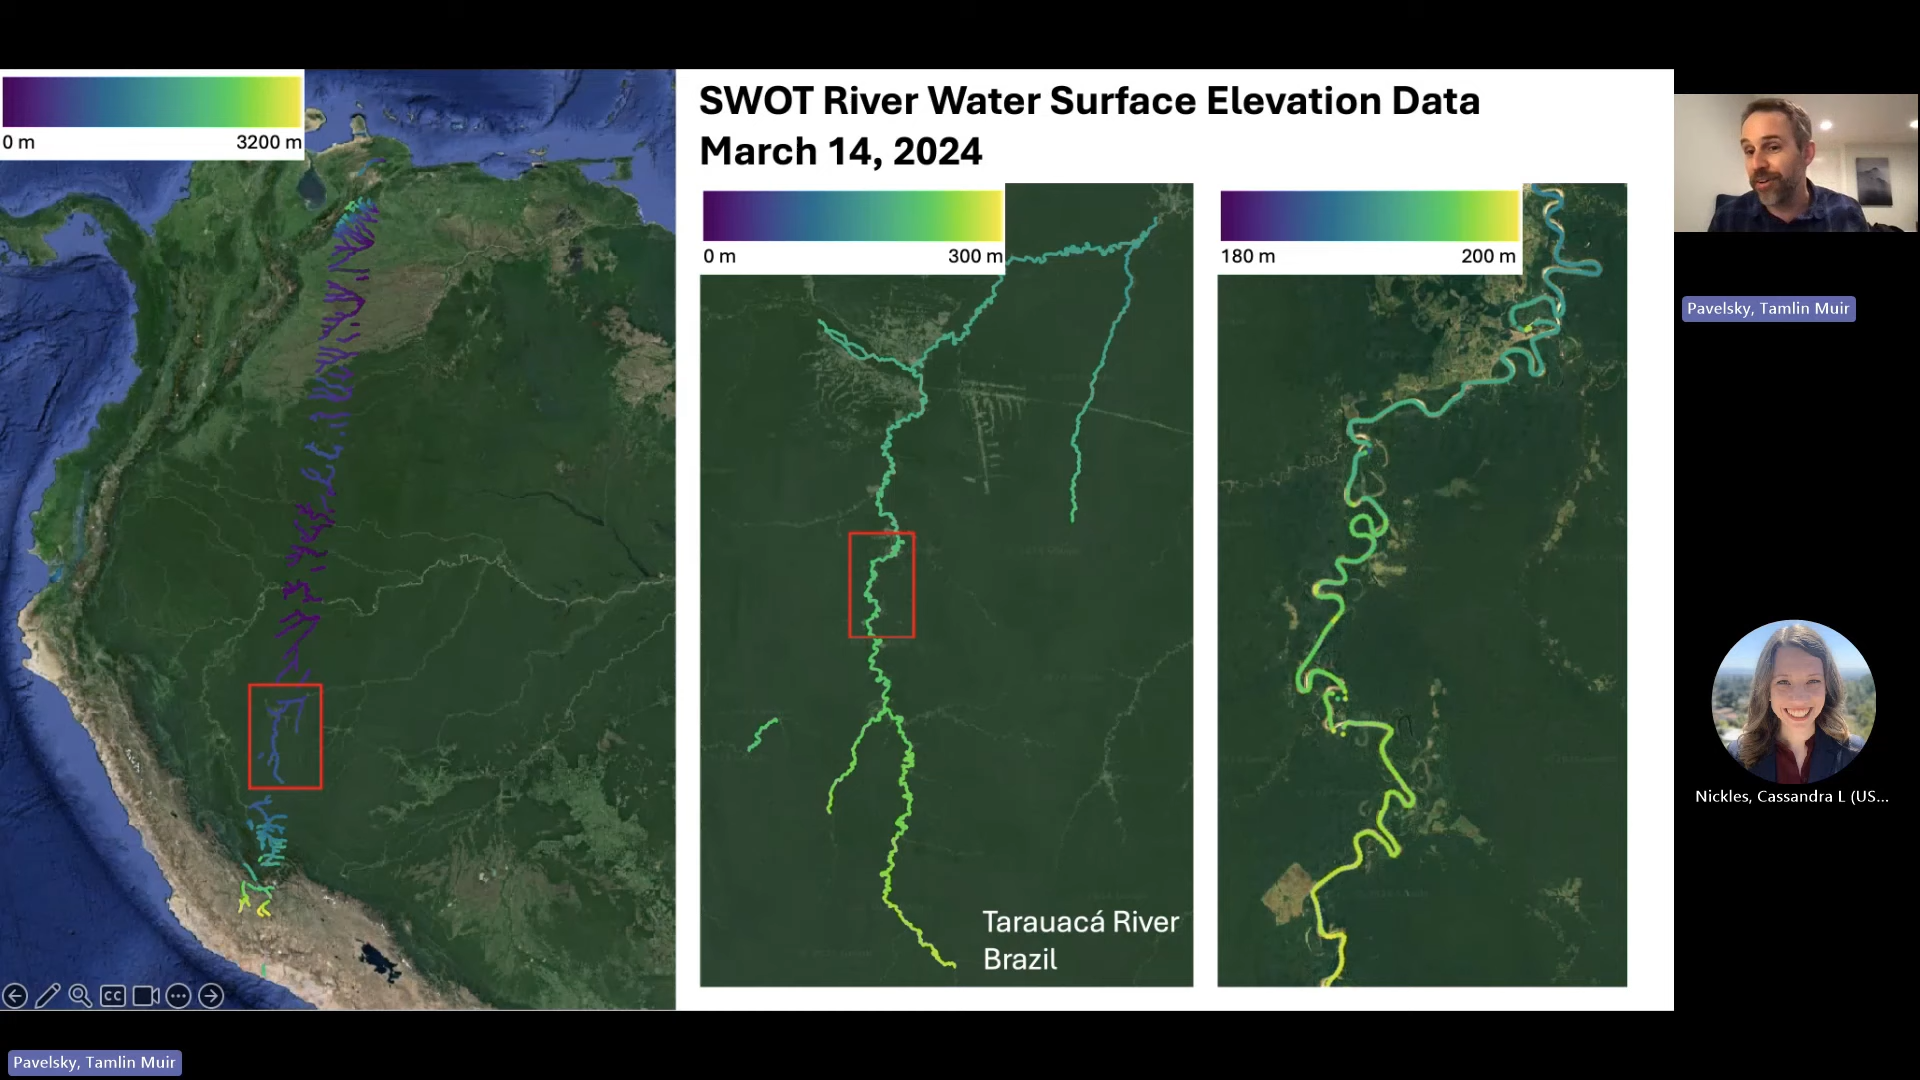 0 m
3200 m
SWOT River Water Surface Elevation Data
March 14, 2024
0 m
300 m
180 m
200 m
Tarauacá River
Brazil
CC
Pavelsky, Tamlin Muir
Nickles, Cassandra L (US...
Pavelsky, Tamlin Muir